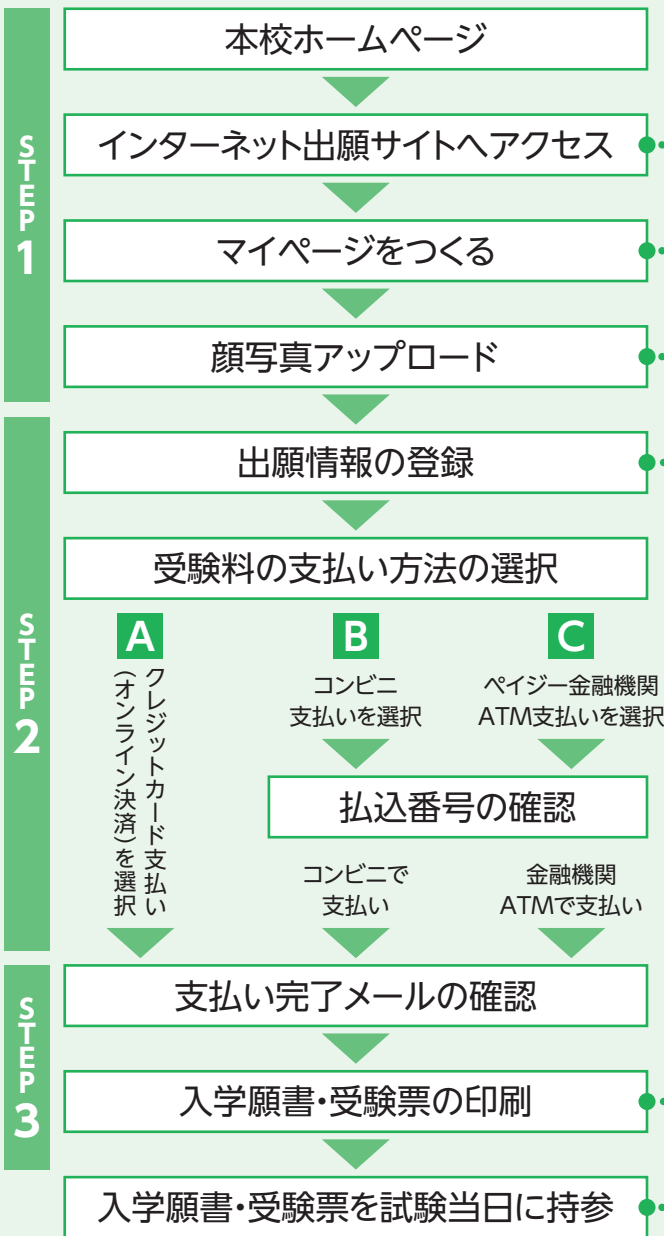 STEP 1
本校ホームページ
インターネット出願サイトへアクセス
マイページをつくる
顔写真アップロード
STEP 2
出願情報の登録
受験料の支払い方法の選択
A
クレジットカード支払い
(オンライン決済)を選択
B
コンビニ
支払いを選択
C
ペイジー金融機関
ATM支払いを選択
払込番号の確認
コンビニで
支払い
金融機関
ATMで支払い
STEP 3
支払い完了メールの確認
入学願書・受験票の印刷
入学願書・受験票を試験当日に持参